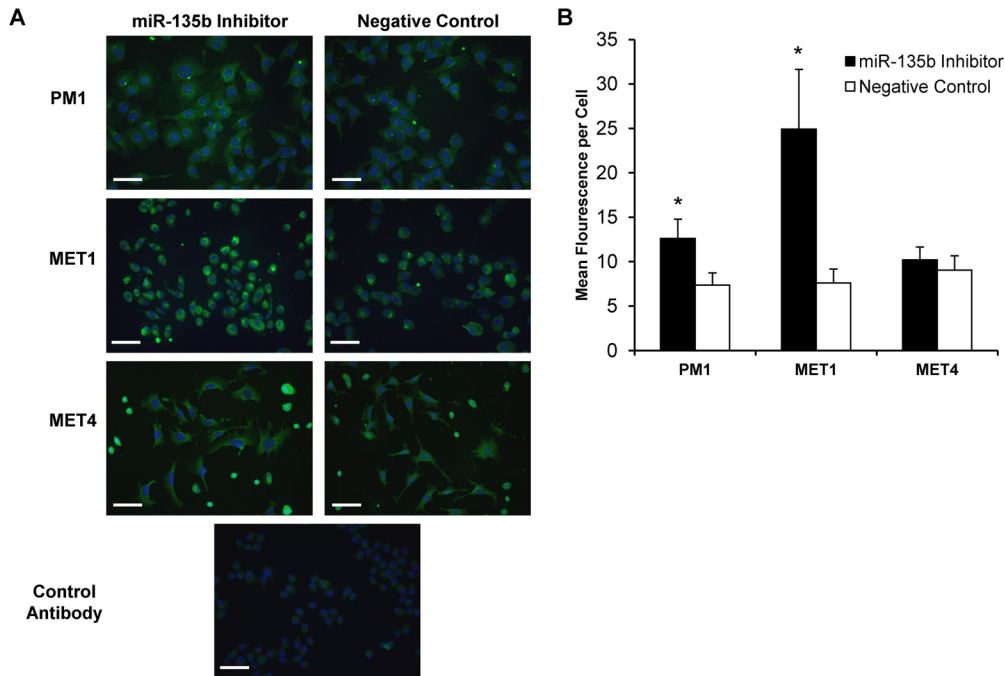 A
miR-135b Inhibitor
Negative Control
PM1
MET1
MET4
Control
Antibody
B
Mean Flourescence per Cell
35
30
25
20
15
10
5
0
*
*
miR-135b Inhibitor
Negative Control
PM1
MET1
MET4